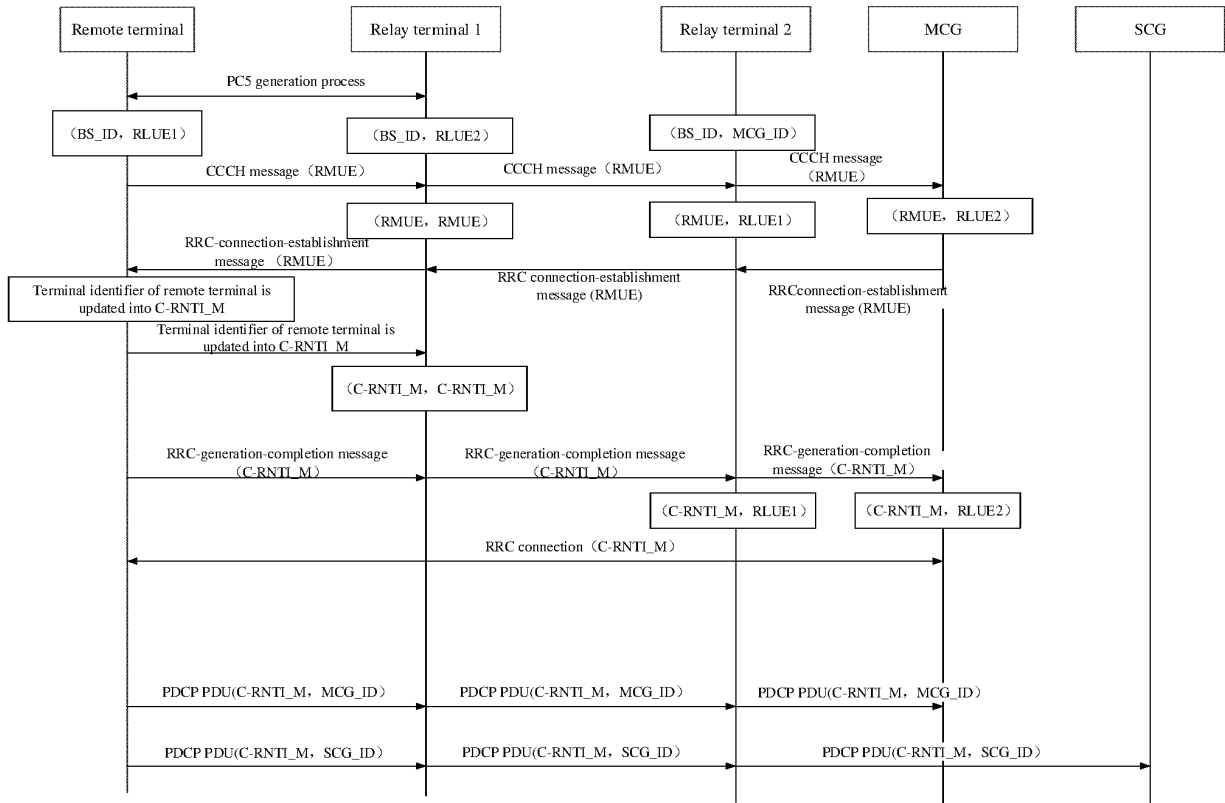 Remote terminal
Relay terminal 1
Relay terminal 2
MCG
SCG
PC5 generation process
（BS_ID，RLUE1）
（BS_ID，RLUE2）
（BS_ID，MCG_ID）
CCCH message（RMUE）
CCCH message（RMUE）
CCCH message
（RMUE）
（RMUE，RMUE）
（RMUE，RLUE1）
（RMUE，RLUE2）
RRC-connection-establishment
message（RMUE）
RRC connection-establishment
message (RMUE)
RRCconnection-establishment
message (RMUE)
Terminal identifier of remote terminal is
updated into C-RNTI_M
Terminal identifier of remote terminal is
updated into C-RNTI_M
（C-RNTI_M，C-RNTI_M）
RRC-generation-completion message
（C-RNTI_M）
RRC-generation-completion message
（C-RNTI_M）
RRC-generation-completion
message（C-RNTI_M）
（C-RNTI_M，RLUE1）
（C-RNTI_M，RLUE2）
RRC connection（C-RNTI_M）
PDCP PDU(C-RNTI_M，MCG_ID）
PDCP PDU(C-RNTI_M，MCG_ID）
PDCP PDU(C-RNTI_M，MCG_ID）
PDCP PDU(C-RNTI_M，SCG_ID）
PDCP PDU(C-RNTI_M，SCG_ID）
PDCP PDU(C-RNTI_M，SCG_ID）